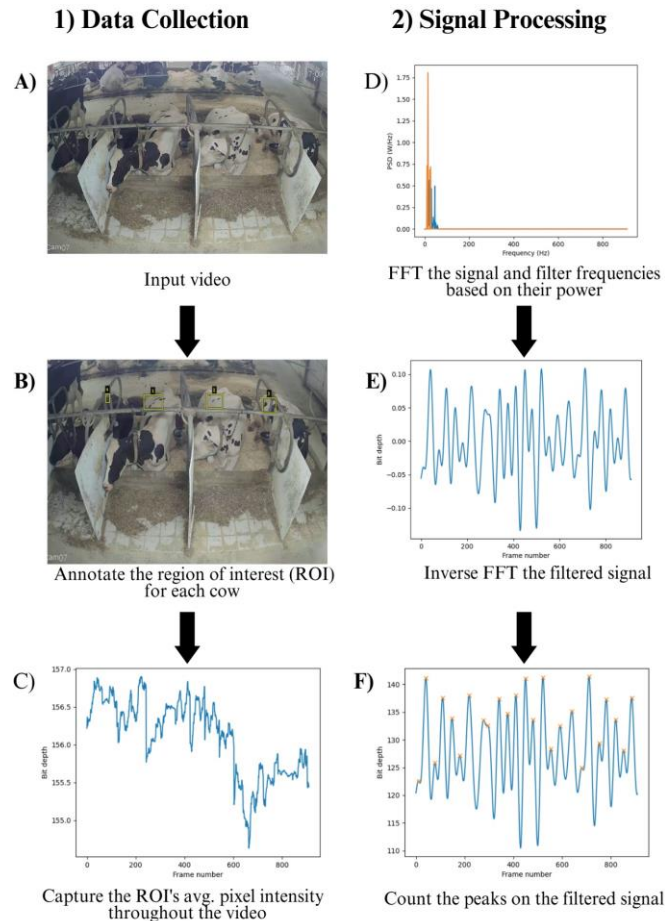 1) Data Collection
A)
Cam07
Input video
B)
Cam07
Annotate the region of interest (ROI)
for each cow
C)
157.0
156.5
156.0
155.5
155.0
Bit depth
0
200
400
600
800
Frame number
Capture the ROI's avg. pixel intensity
throughout the video
2) Signal Processing
D)
1.75
1.50
1.25
1.00
0.75
0.50
0.25
0.00
PSD (W/Hz)
0
200
400
600
800
Frequency (Hz)
FFT the signal and filter frequencies
based on their power
E)
0.10
0.05
0.00
−0.05
−0.10
Bit depth
0
200
400
600
800
Frame number
Inverse FFT the filtered signal
F)
140
135
130
125
120
115
110
Bit depth
0
200
400
600
800
Frame number
Count the peaks on the filtered signal